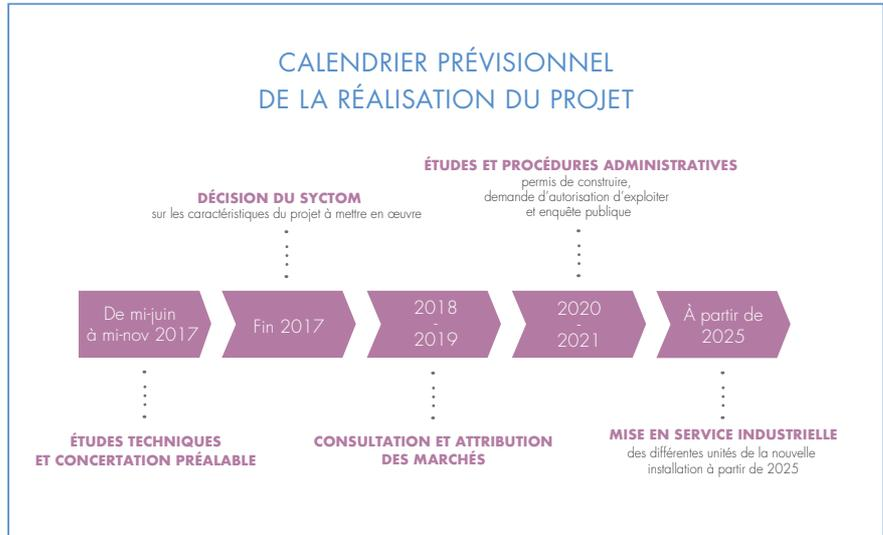 CALENDRIER PRÉVISIONNEL
DE LA RÉALISATION DU PROJET
ÉTUDES ET PROCÉDURES ADMINISTRATIVES
permis de construire,
demande d'autorisation d'exploiter
et enquête publique
DÉCISION DU SYCTOM
sur les caractéristiques du projet à mettre en œuvre
De mi-juin
à mi-nov 2017
Fin 2017
2018
-
2019
2020
-
2021
À partir de
2025
ÉTUDES TECHNIQUES
ET CONCERTATION PRÉALABLE
CONSULTATION ET ATTRIBUTION
DES MARCHÉS
MISE EN SERVICE INDUSTRIELLE
des différentes unités de la nouvelle
installation à partir de 2025